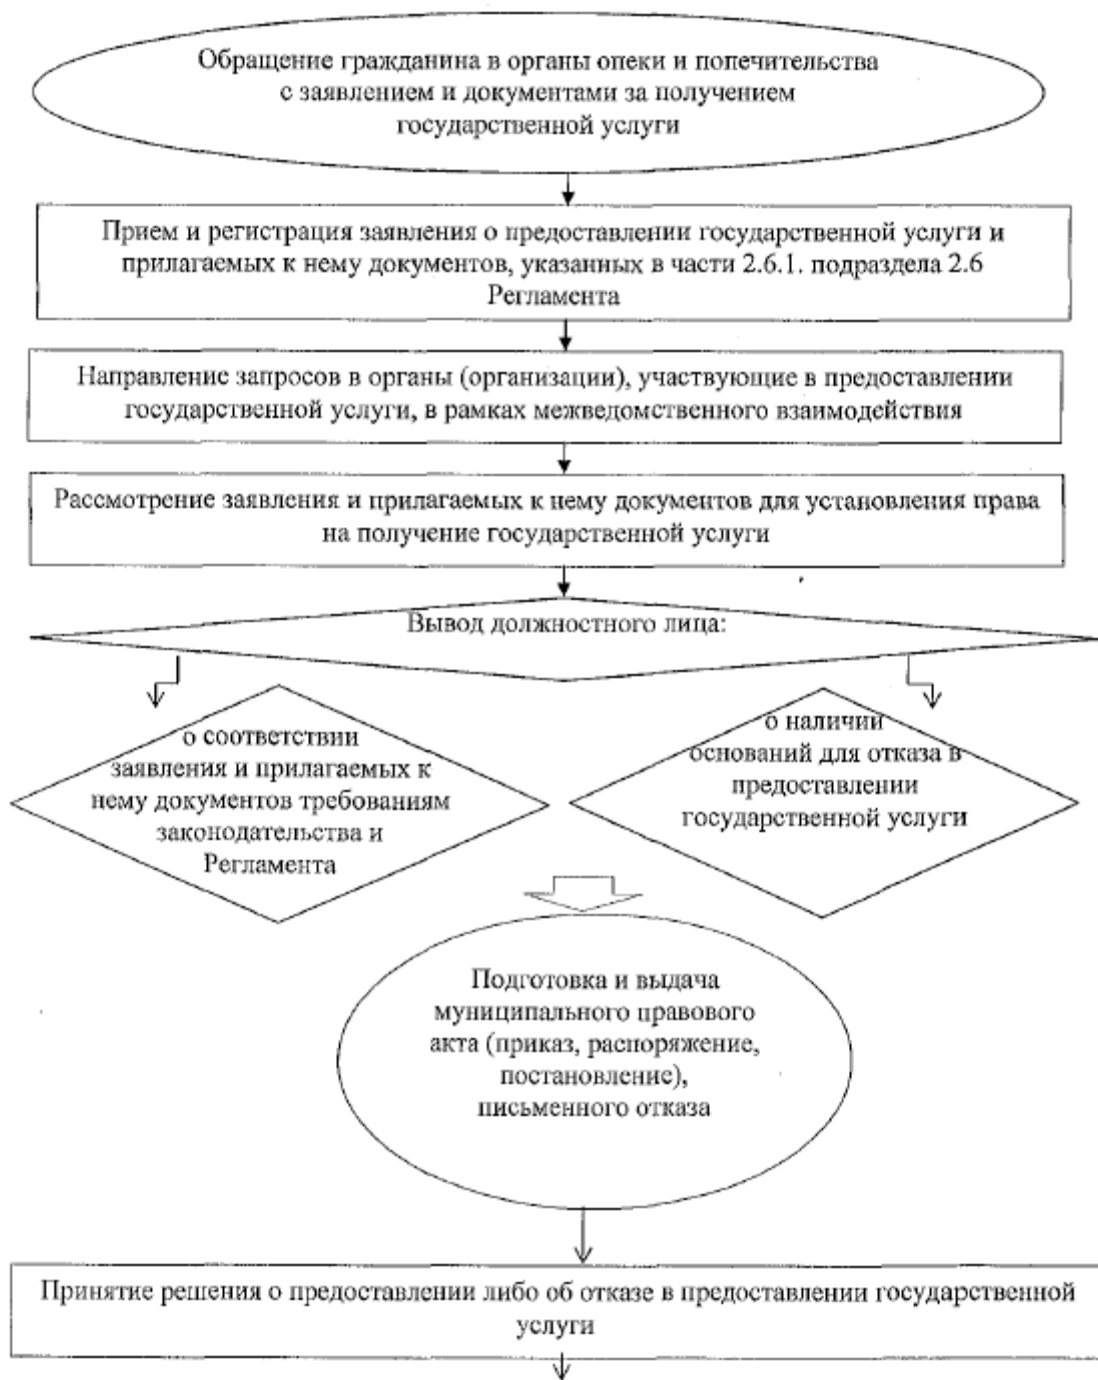 Обращение гражданина в органы опеки и попечительства
с заявлением и документами за получением
государственной услуги
Прием и регистрация заявления о предоставлении государственной услуги и
прилагаемых к нему документов, указанных в части 2.6.1. подраздела 2.6
Регламента
Направление запросов в органы (организации), участвующие в предоставлении
государственной услуги, в рамках межведомственного взаимодействия
Рассмотрение заявления и прилагаемых к нему документов для установления права
на получение государственной услуги
Вывод должностного лица:
о соответствии
заявления и прилагаемых к
нему документов требованиям
законодательства и
Регламента
о наличии
оснований для отказа в
предоставлении
государственной услуги
Подготовка и выдача
муниципального правового
акта (приказ, распоряжение,
постановление),
письменного отказа
Принятие решения о предоставлении либо об отказе в предоставлении государственной
услуги